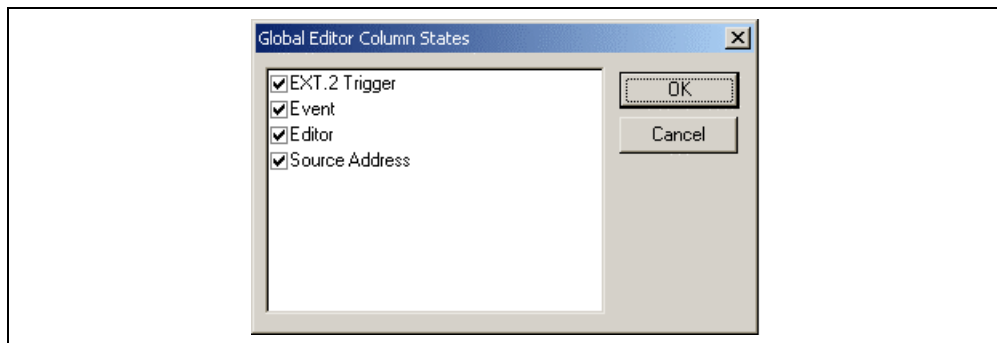 Global Editor Column States
EXT.2 Trigger
Event
Editor
Source Address
OK
Cancel